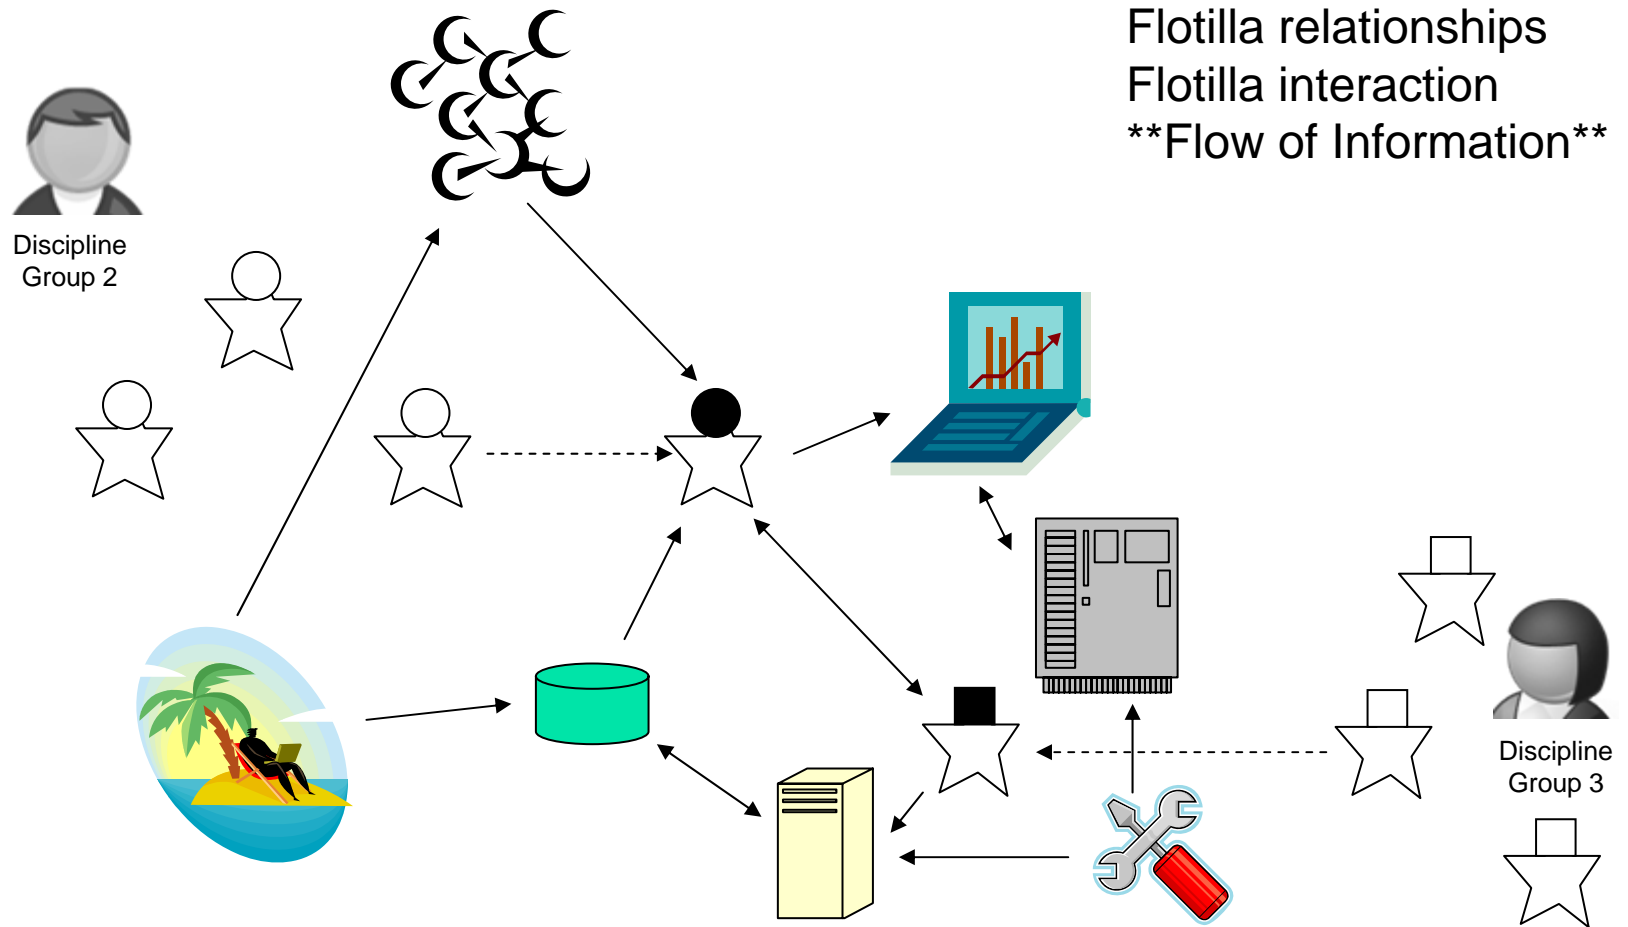 Flotilla relationships
Flotilla interaction
**Flow of Information**
Discipline
Group 2
Discipline
Group 3